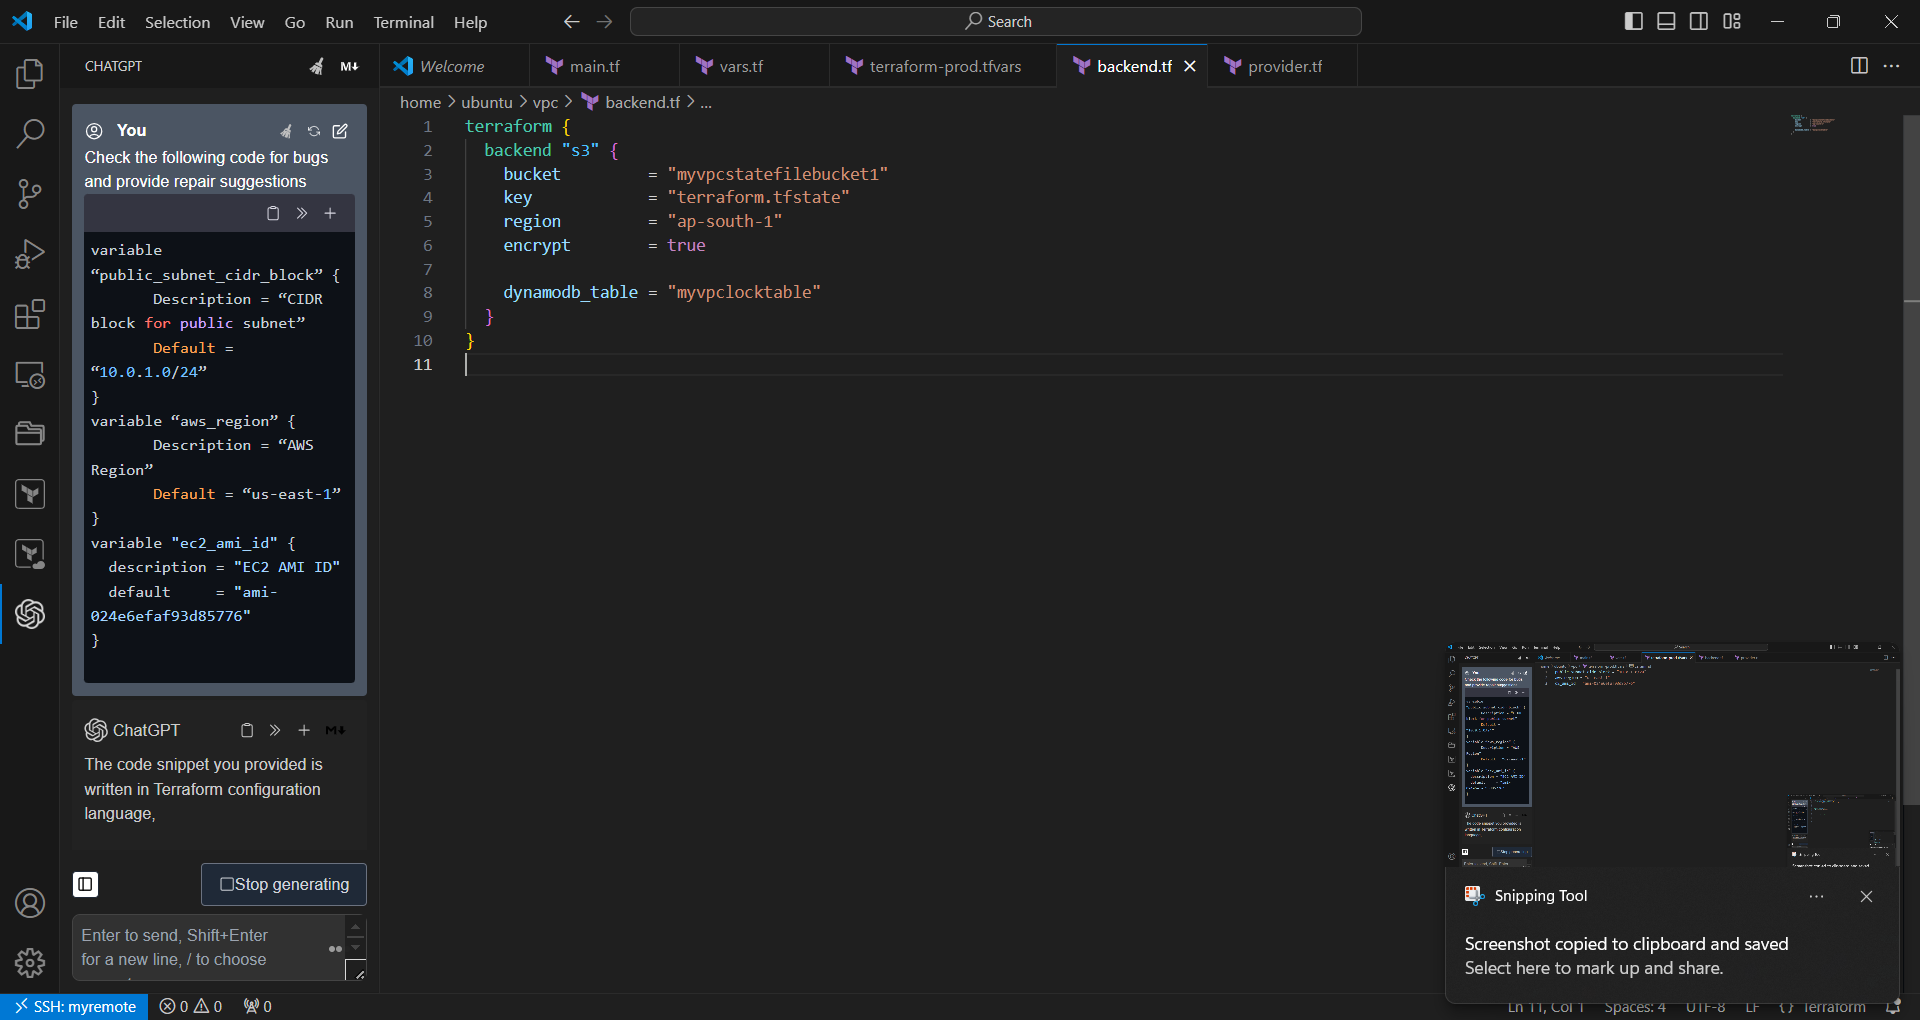 File Edit Selection View Go Run Terminal Help
Search
CHATGPT
M↓
Welcome
main.tf
vars.tf
terraform-prod.tfvars
backend.tf
provider.tf
home > ubuntu > vpc > backend.tf > ...
You
Check the following code for bugs
and provide repair suggestions
variable
“public_subnet_cidr_block” {
Description = “CIDR
block for public subnet”
Default =
“10.0.1.0/24”
}
variable “aws_region” {
Description = “AWS
Region”
Default = “us-east-1”
}
variable "ec2_ami_id" {
description = "EC2 AMI ID"
default = "ami-
024e6efaf93d85776"
}
ChatGPT
M↓
The code snippet you provided is
written in Terraform configuration
language,
Stop generating
Enter to send, Shift+Enter
for a new line, / to choose
1 terraform {
2 backend "s3" {
3 bucket = "myvpcstatefilebucket1"
4 key = "terraform.tfstate"
5 region = "ap-south-1"
6 encrypt = true
7
8 dynamodb_table = "myvpclocktable"
9 }
10 }
11
Snipping Tool
Screenshot copied to clipboard and saved
Select here to mark up and share.
SSH: myremote
0 0
0
Ln 11, Col 1
Spaces: 4
UTF-8
LF
{} Terraform